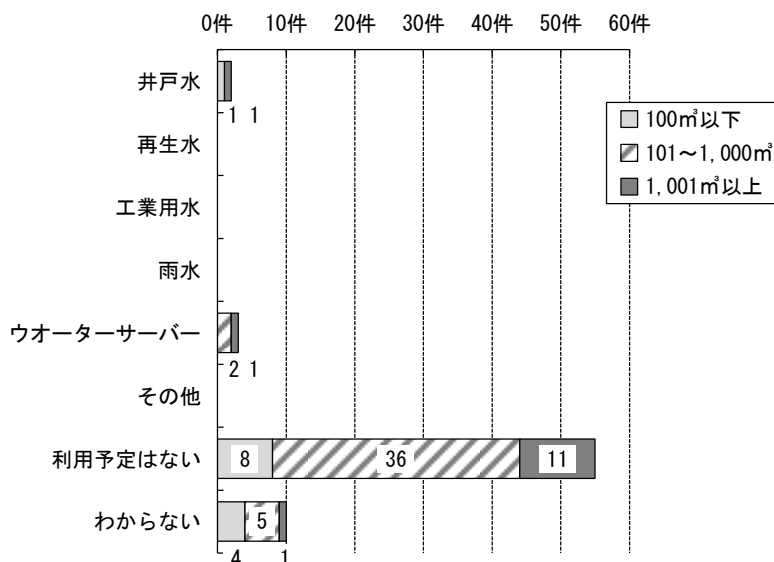 0件 10件 20件 30件 40件 50件 60件
井戸水
1 1
再生水
工業用水
雨水
ウオーターサーバー
2 1
その他
利用予定はない 8 36 11
わからない 5
4 1
100㎥以下
101～1,000㎥
1,001㎥以上